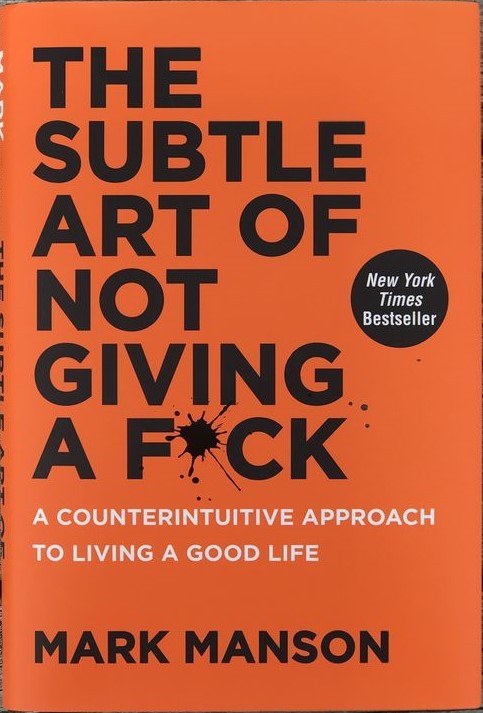 THE
SUBTLE
ART OF
NOT
GIVING
A F*CK
New York
Times
Bestseller
A COUNTERINTUITIVE APPROACH
TO LIVING A GOOD LIFE
MARK MANSON
MARK